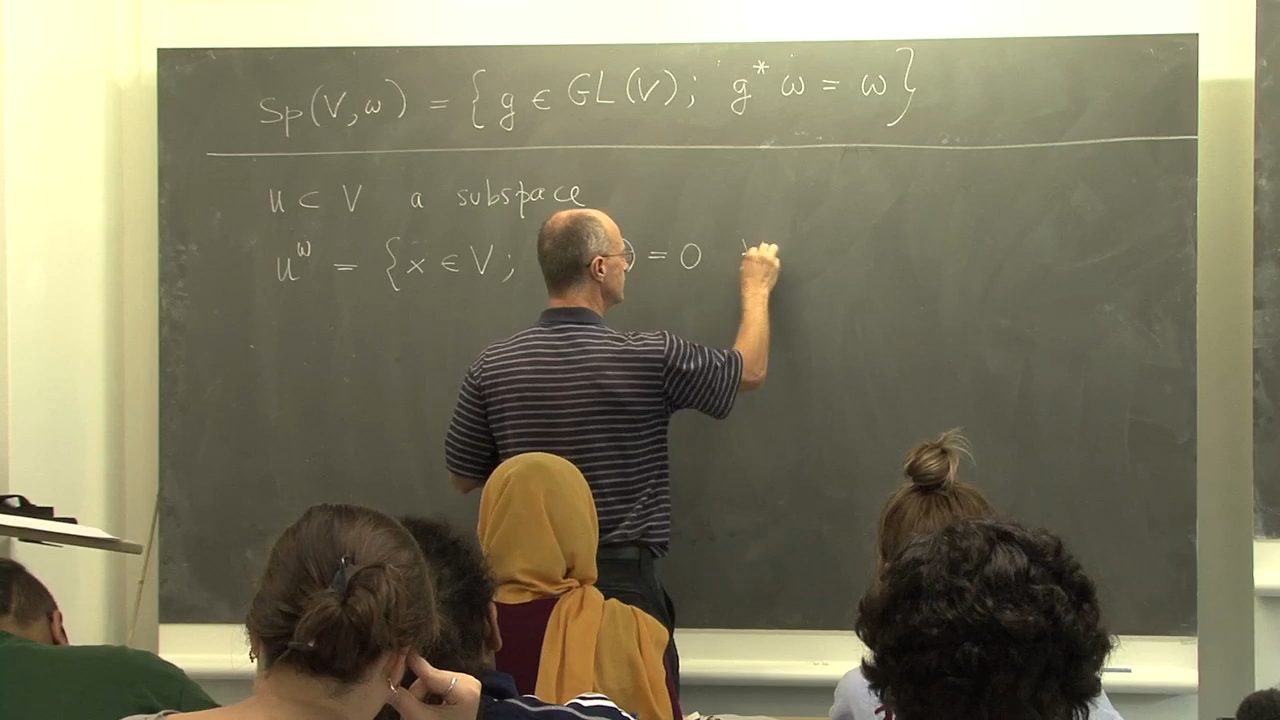 Sp(V,ω) = {g ∈ GL(V); g*ω = ω}
U ⊂ V a subspace
U^ω = {x ∈ V; ) = 0